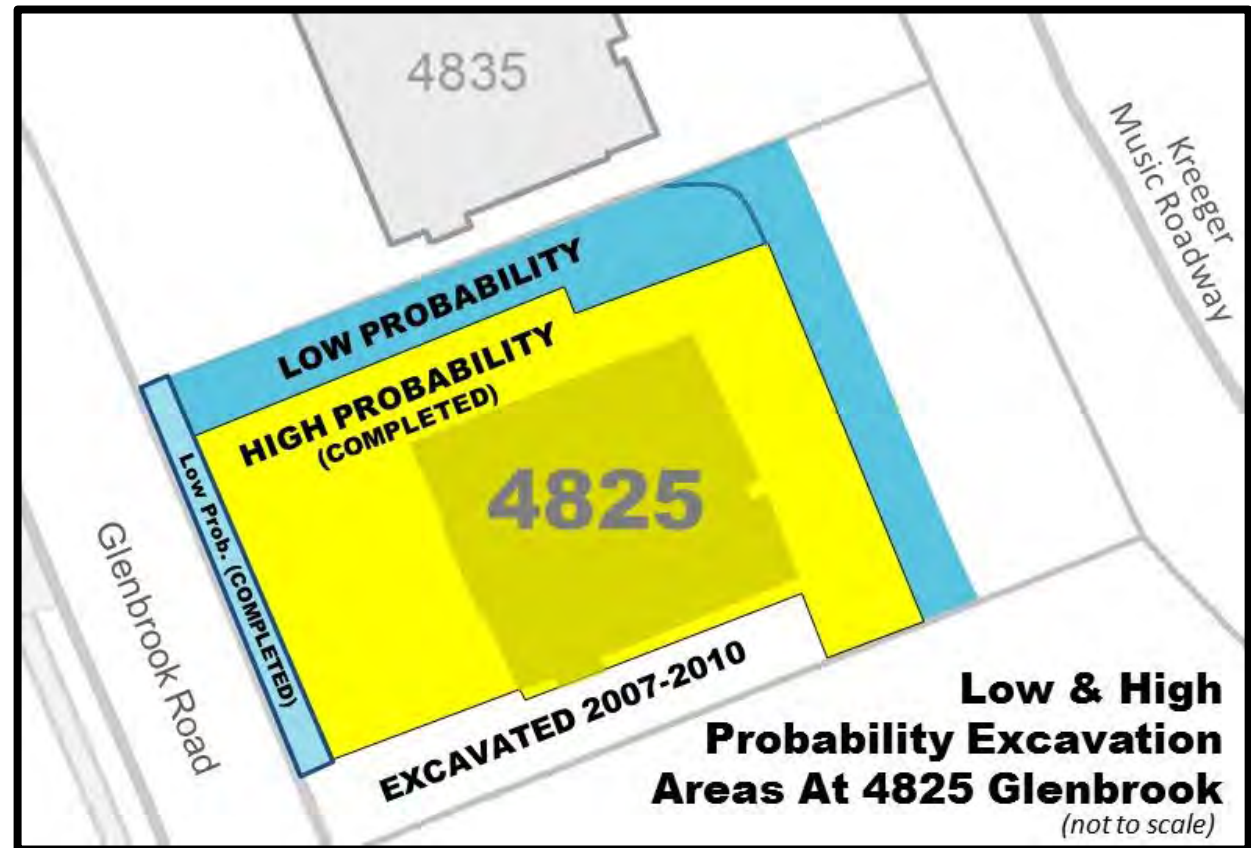 4835
Kreeger
Music Roadway
LOW PROBABILITY
HIGH PROBABILITY
(COMPLETED)
4825
Low Prob. (COMPLETED)
Glenbrook Road
EXCAVATED 2007-2010
Low & High
Probability Excavation
Areas At 4825 Glenbrook
(not to scale)